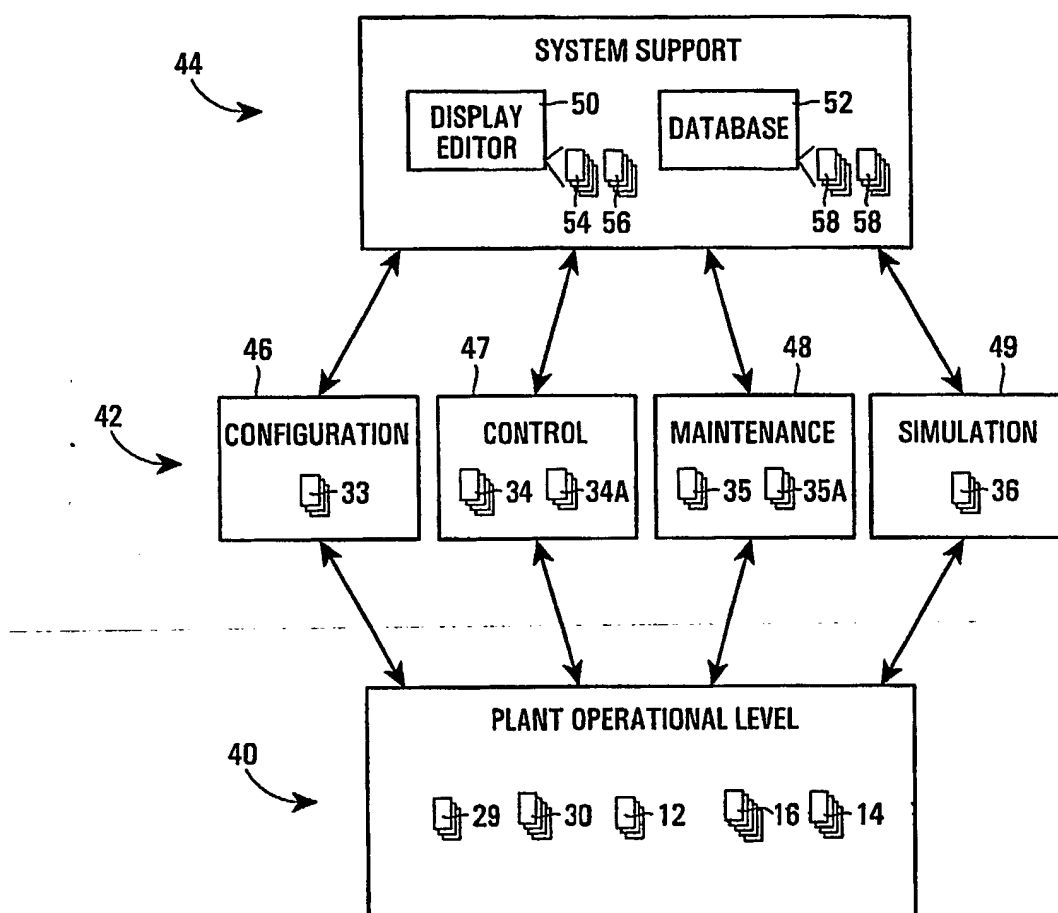 SYSTEM SUPPORT
44
DISPLAY
EDITOR
50
DATABASE
52
54
56
58
58
46
47
48
49
42
CONFIGURATION
CONTROL
MAINTENANCE
SIMULATION
33
34
34A
35
35A
36
PLANT OPERATIONAL LEVEL
40
29
30
12
16
14